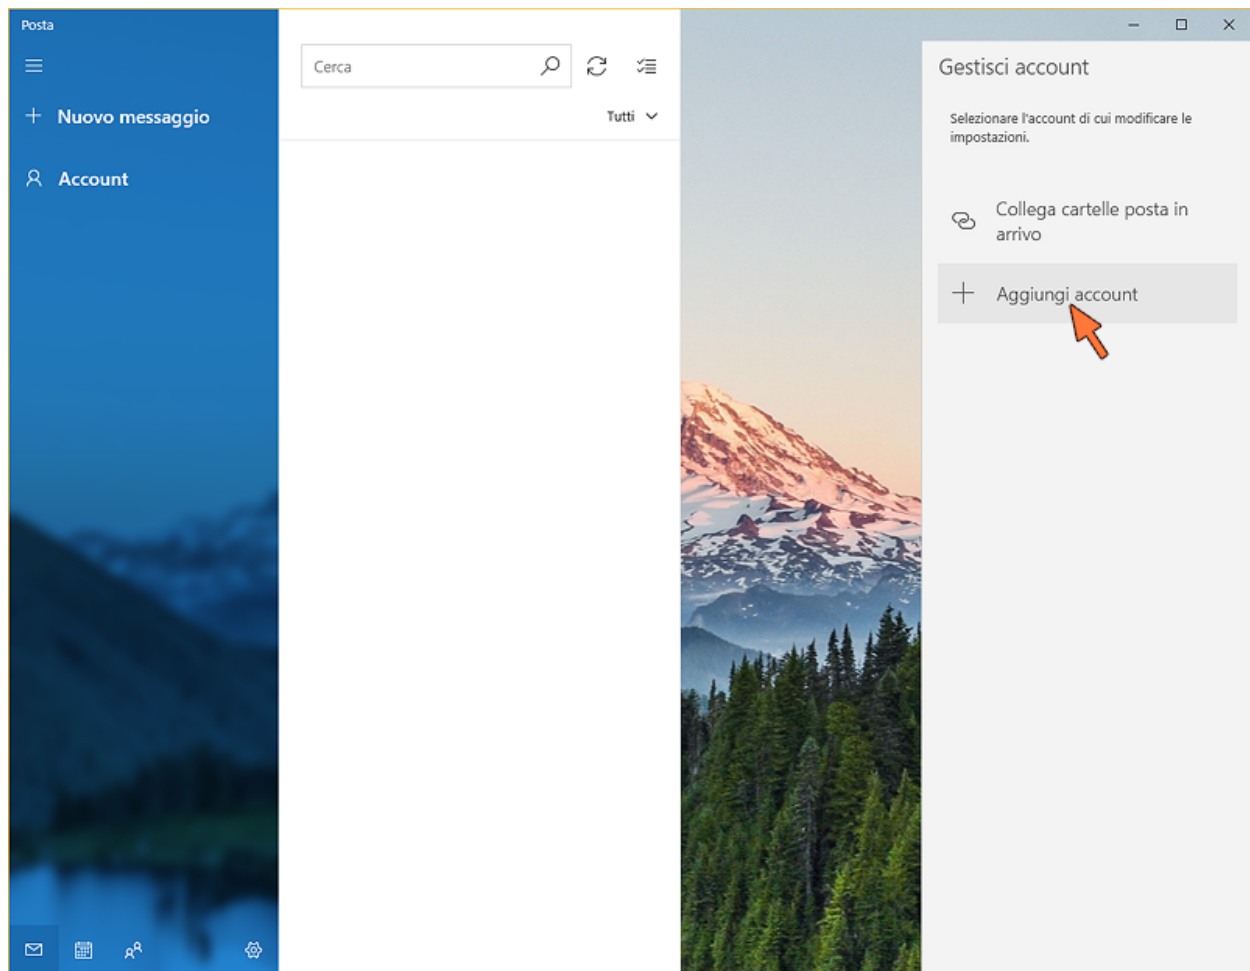 Posta
Nuovo messaggio
Account
Cerca
Tutti
Gestisci account
Selezionare l'account di cui modificare le
impostazioni.
Collega cartelle posta in
arrivo
Aggiungi account